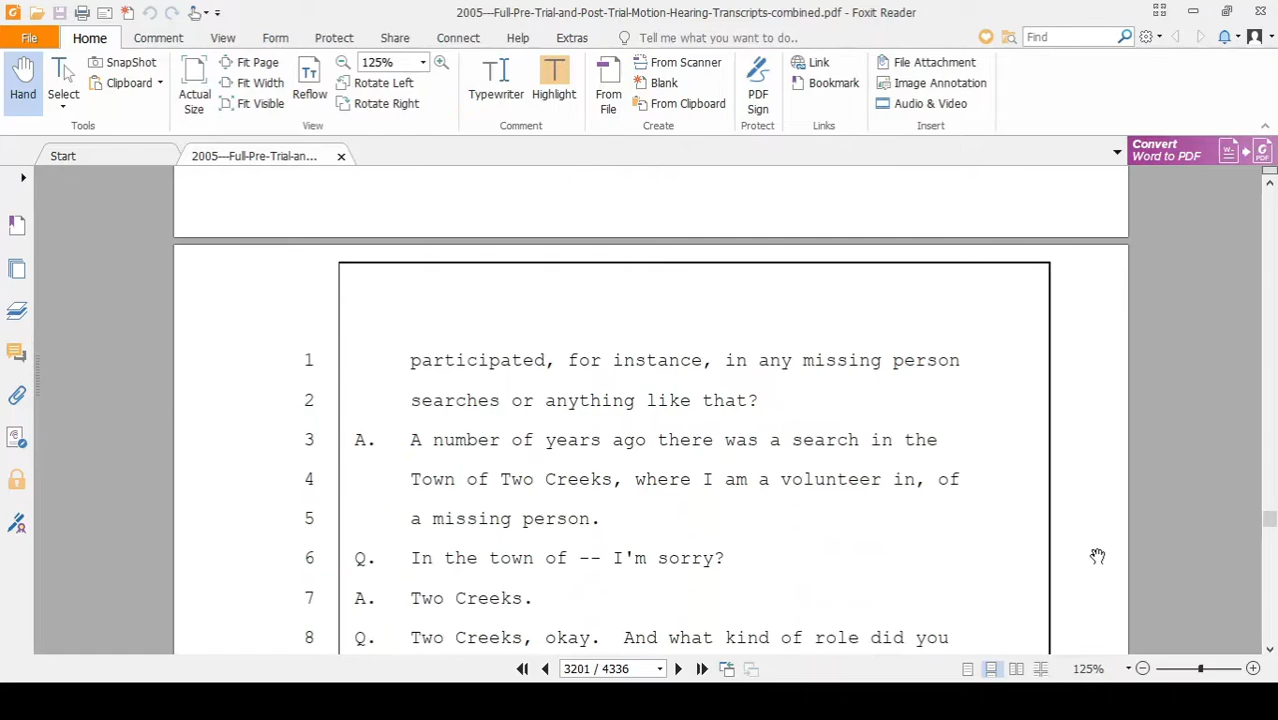 2005---Full-Pre-Trial-and-Post-Trial-Motion-Hearing-Transcripts-combined.pdf - Foxit Reader
File Home Comment View Form Protect Share Connect Help Extras Tell me what you want to do.. Find
Hand
Select
SnapShot
Clipboard
Tools
Actual Size
Fit Page
Fit Width
Fit Visible
Reflow
125%
Rotate Left
Rotate Right
View
Typewriter
Highlight
Comment
From File
From Scanner
Blank
From Clipboard
Create
PDF Sign
Protect
Link
Bookmark
Links
File Attachment
Image Annotation
Audio & Video
Insert
Start
2005---Full-Pre-Trial-an...
Convert
Word to PDF
1 participated, for instance, in any missing person
2 searches or anything like that?
3 A. A number of years ago there was a search in the
4 Town of Two Creeks, where I am a volunteer in, of
5 a missing person.
6 Q. In the town of -- I'm sorry?
7 A. Two Creeks.
8 Q. Two Creeks, okay. And what kind of role did you
3201 / 4336
125%